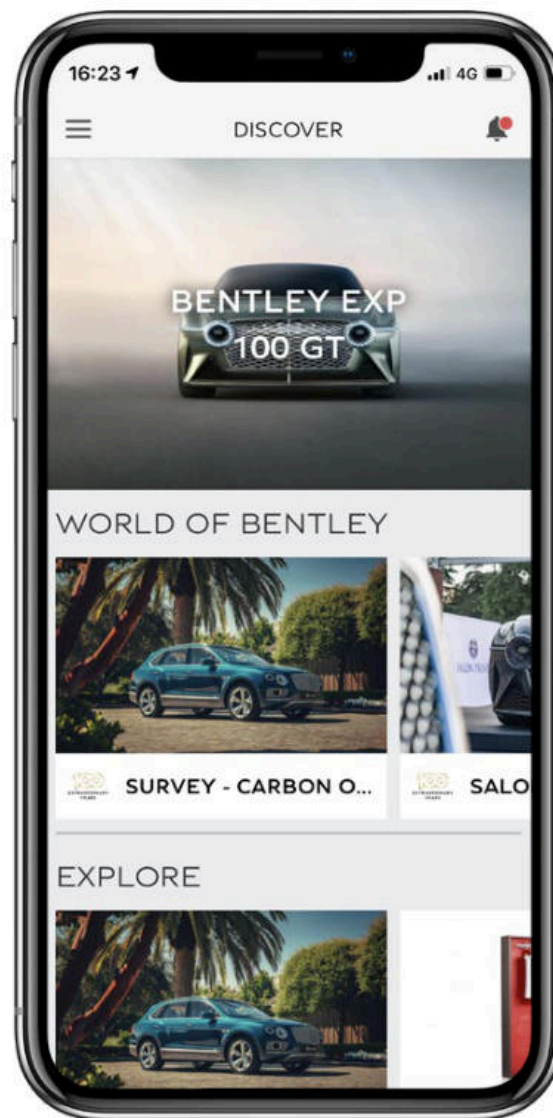 16:23
4G
DISCOVER
BENTLEY EXP
100 GT
WORLD OF BENTLEY
SURVEY - CARBON O...
SALO
EXPLORE